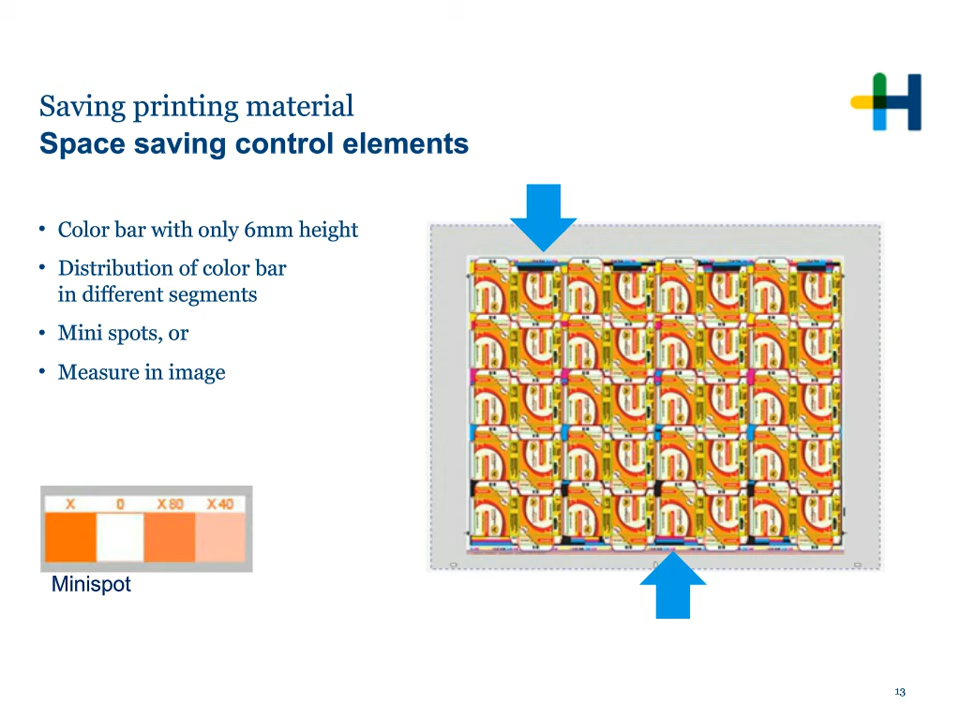 Saving printing material
Space saving control elements
• Color bar with only 6mm height
• Distribution of color bar
in different segments
• Mini spots, or
• Measure in image
X 0 X 80 X 40
Minispot
13